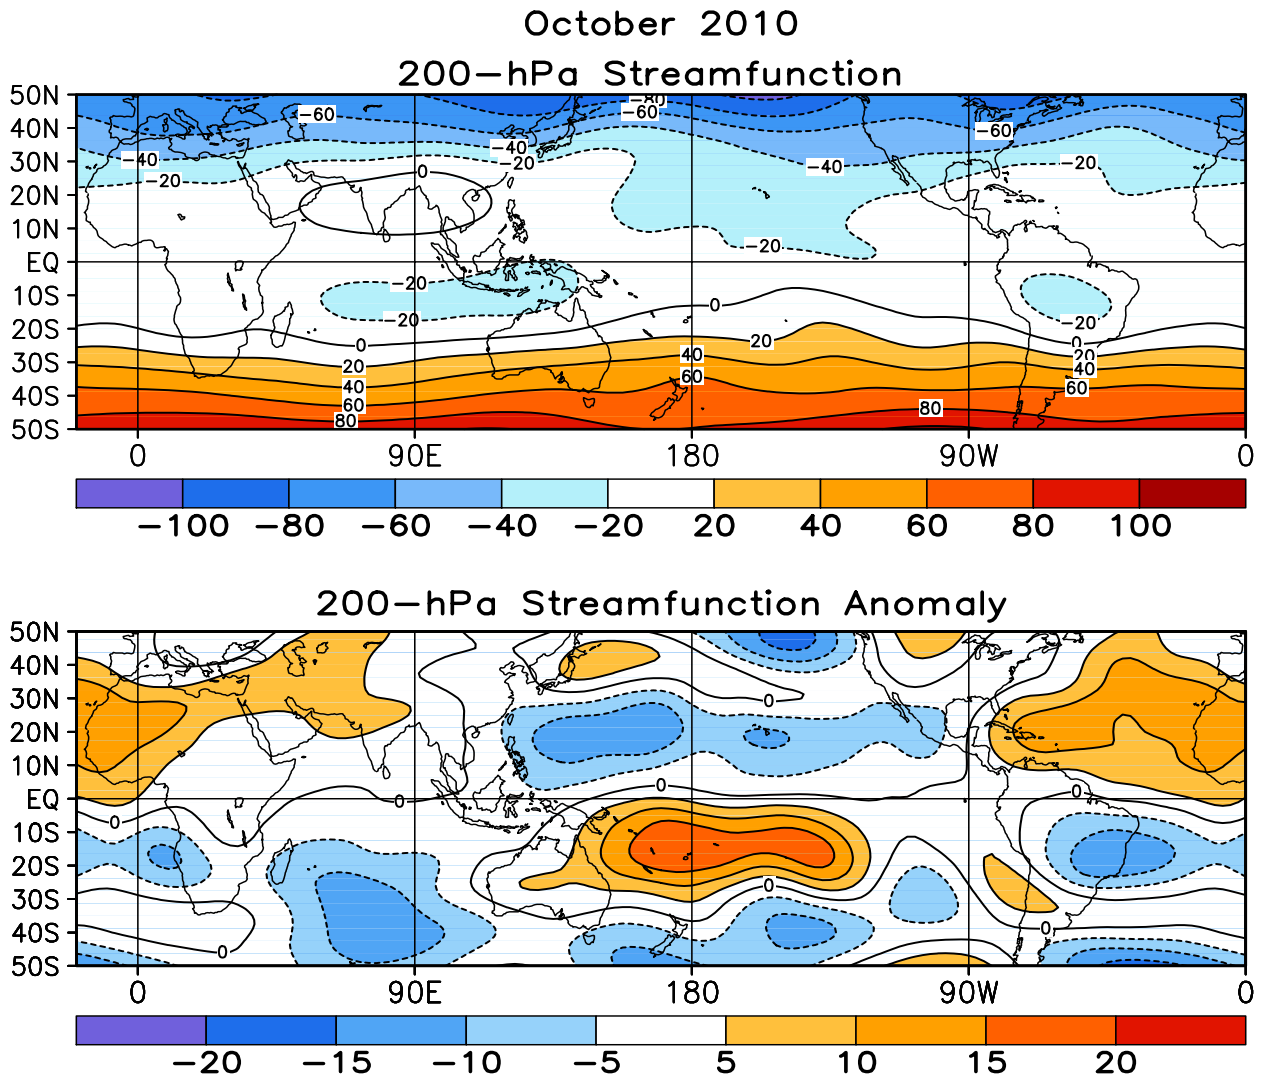 October 2010
200-hPa Streamfunction
50N
40N
30N
20N
10N
EQ
10S
20S
30S
40S
50S
-80
-60
-60
-60
-40
-40
-40
-20
-20
-20
0
-20
-20
-20
-20
0
0
0
20
20
20
40
40
40
60
60
60
80
80
0 90E 180 90W 0
-100 -80 -60 -40 -20 20 40 60 80 100
200-hPa Streamfunction Anomaly
50N
40N
30N
20N
10N
EQ
10S
20S
30S
40S
50S
0
0
0
0
0
0
0
0
0 90E 180 90W 0
-20 -15 -10 -5 5 10 15 20